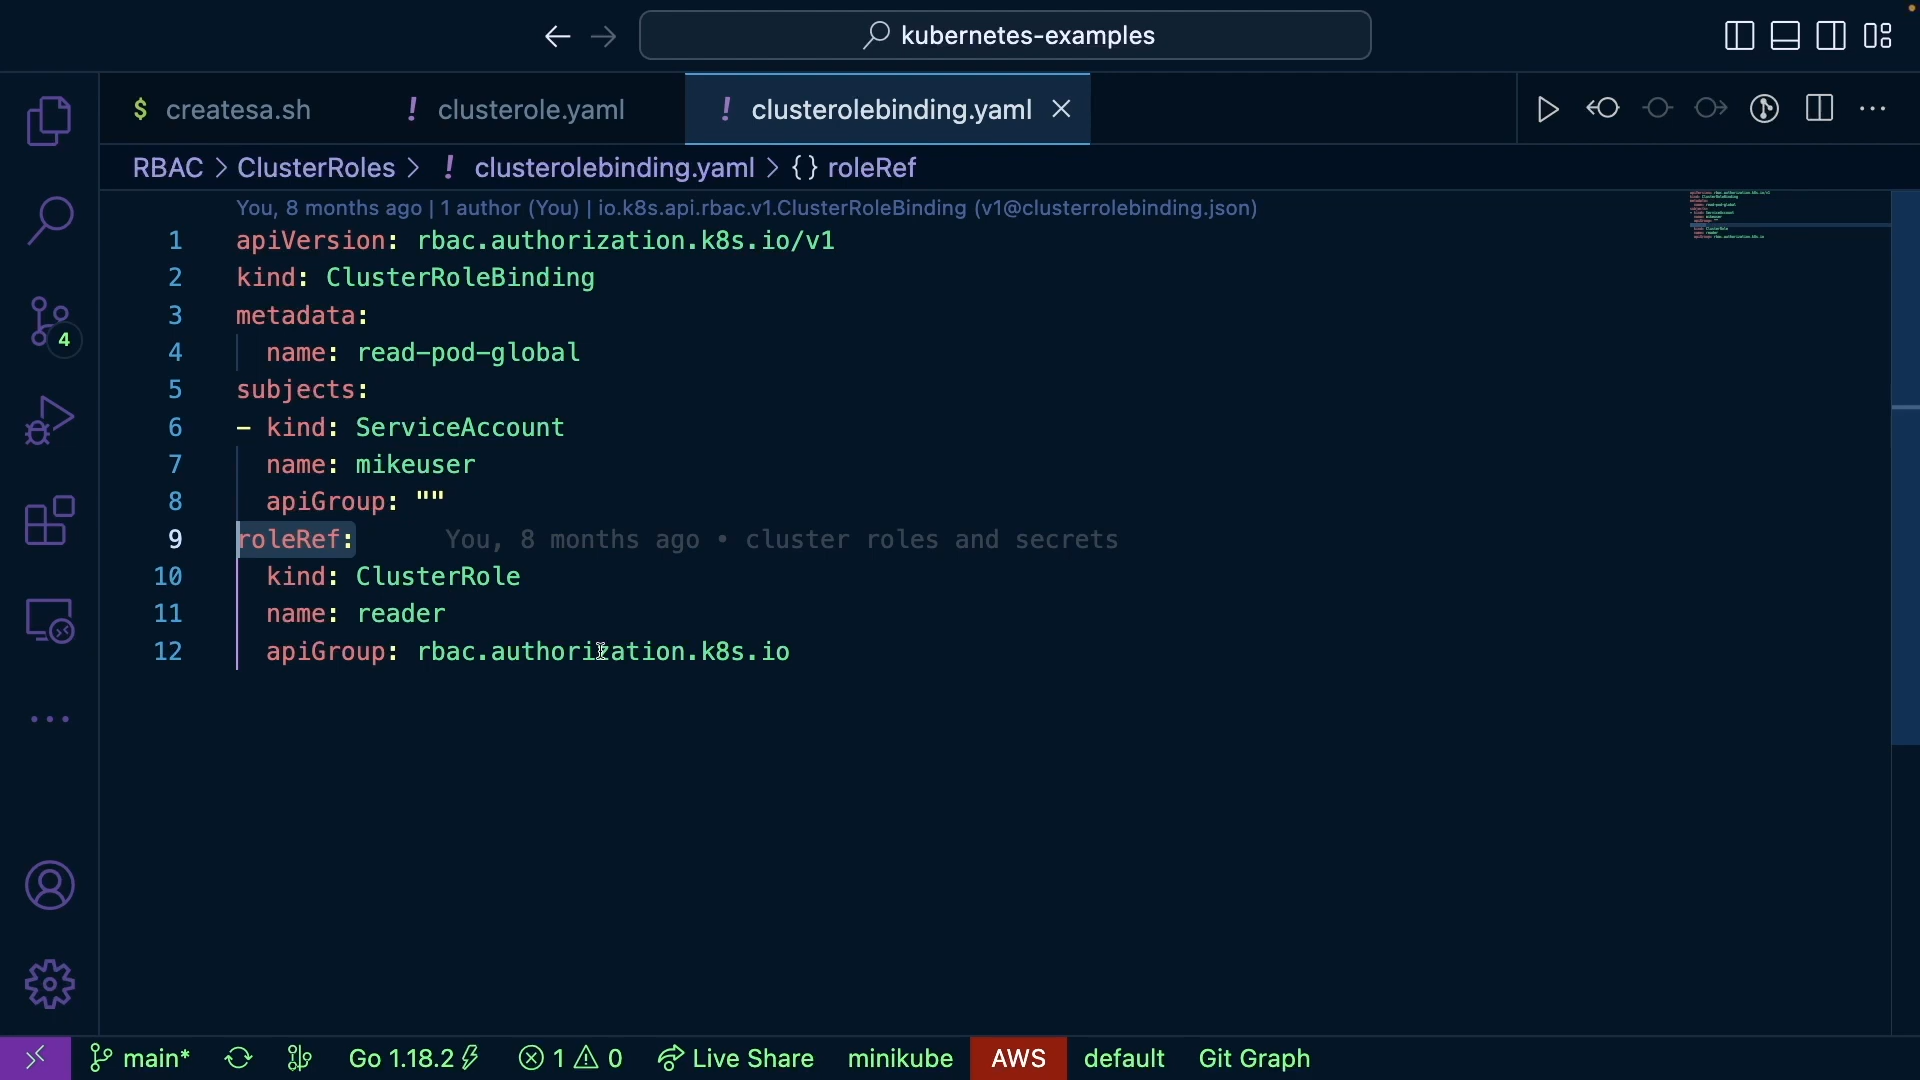 kubernetes-examples
$ createsa.sh ! clusterole.yaml ! clusterolebinding.yaml
RBAC > ClusterRoles > ! clusterolebinding.yaml > {} roleRef
You, 8 months ago | 1 author (You) | io.k8s.api.rbac.v1.ClusterRoleBinding (v1@clusterrolebinding.json)
1 apiVersion: rbac.authorization.k8s.io/v1
2 kind: ClusterRoleBinding
3 metadata:
4 name: read-pod-global
5 subjects:
6 - kind: ServiceAccount
7 name: mikeuser
8 apiGroup: ""
9 roleRef: You, 8 months ago • cluster roles and secrets
10 kind: ClusterRole
11 name: reader
12 apiGroup: rbac.authorization.k8s.io
4
main* Go 1.18.2 1 0 Live Share minikube AWS default Git Graph